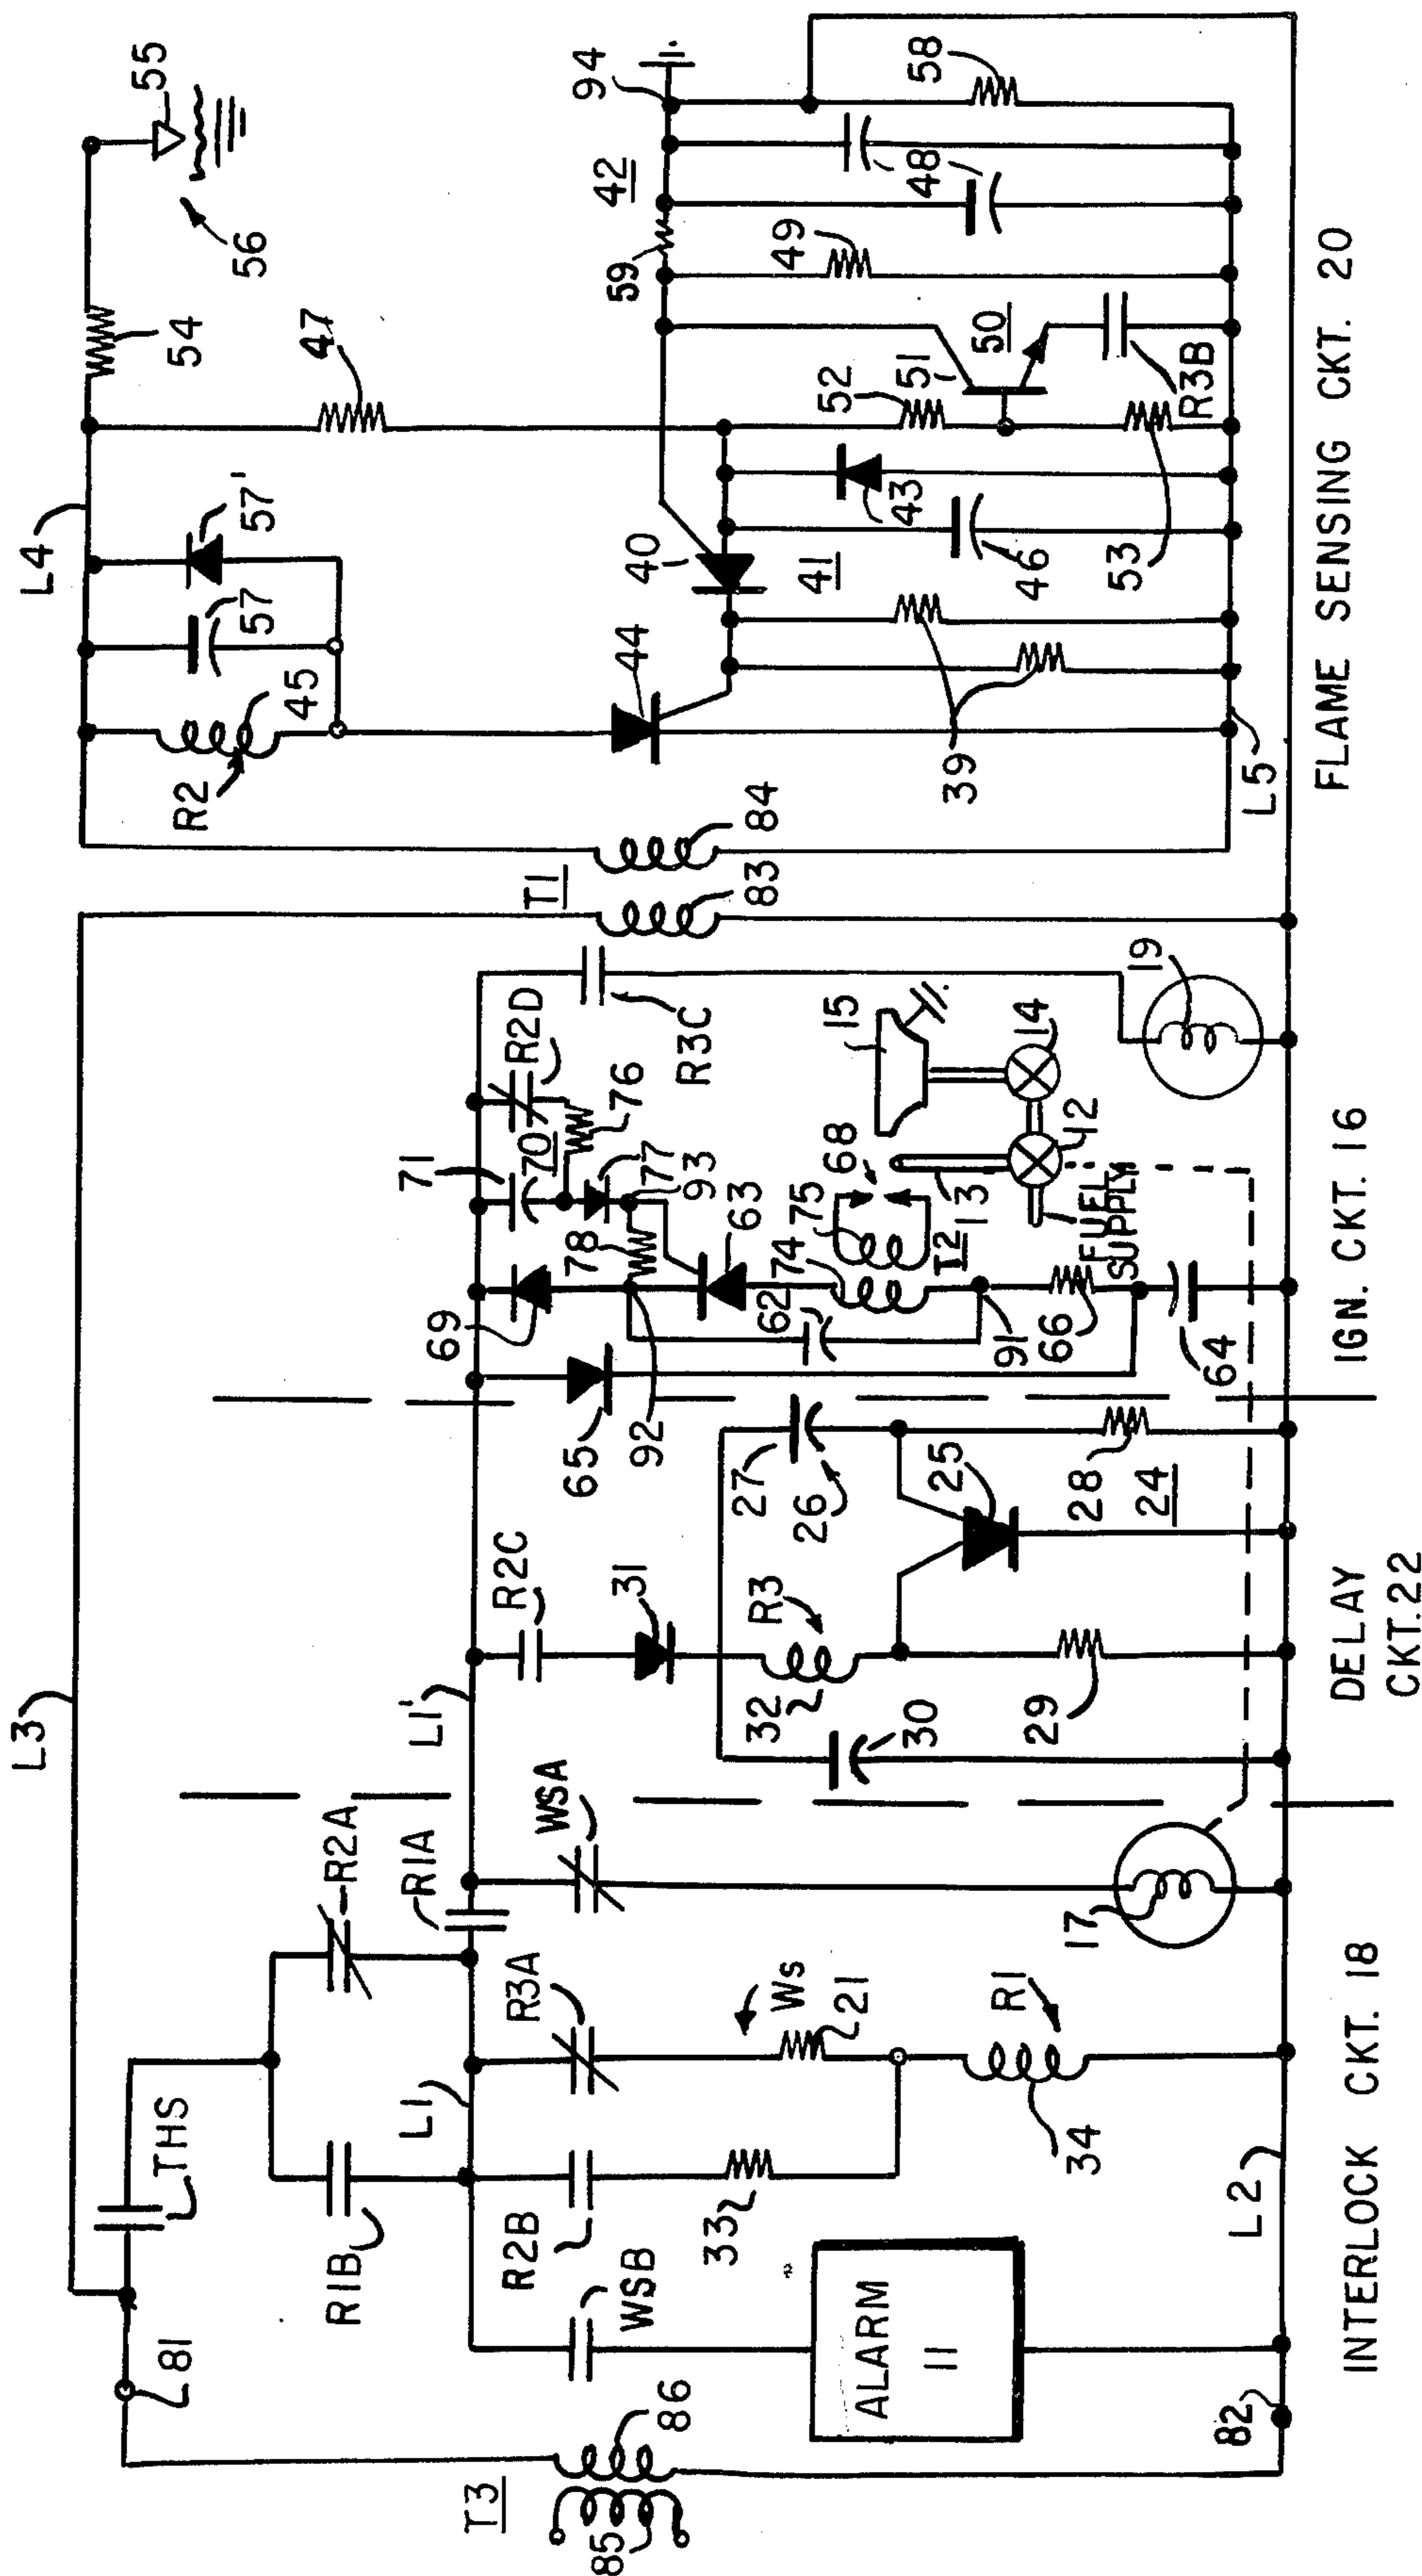 L3
81
THS
R1B
R2A
R1A
L1
L1'
T3
85
86
WSB
R2B
33
R3A
Ws
21
R1
34
ALARM
11
82
L2
WSA
17
INTERLOCK CKT. 18
R2C
31
R3
32
30
29
27
26
25
28
24
DELAY
CKT.22
65
69
92
71
70
R2D
76
77
93
78
63
62
74
75
68
T2
91
66
64
13
15
14
12
FUEL
SUPPLY
R3C
19
IGN. CKT. 16
T1
83
84
L4
R2
45
57
57'
54
47
55
56
44
40
41
39
46
43
52
53
51
50
R3B
59
42
49
48
94
58
L5
FLAME SENSING CKT. 20